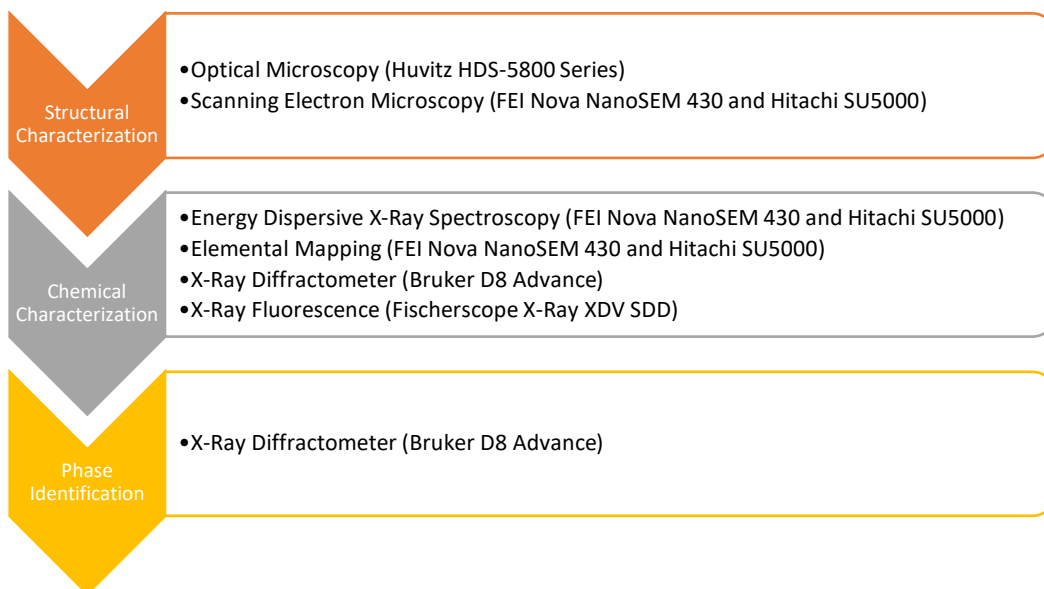 Structural
Characterization
•Optical Microscopy (Huvitz HDS-5800 Series)
•Scanning Electron Microscopy (FEI Nova NanoSEM 430 and Hitachi SU5000)
Chemical
Characterization
•Energy Dispersive X-Ray Spectroscopy (FEI Nova NanoSEM 430 and Hitachi SU5000)
•Elemental Mapping (FEI Nova NanoSEM 430 and Hitachi SU5000)
•X-Ray Diffractometer (Bruker D8 Advance)
•X-Ray Fluorescence (Fischerscope X-Ray XDV SDD)
Phase
Identification
•X-Ray Diffractometer (Bruker D8 Advance)